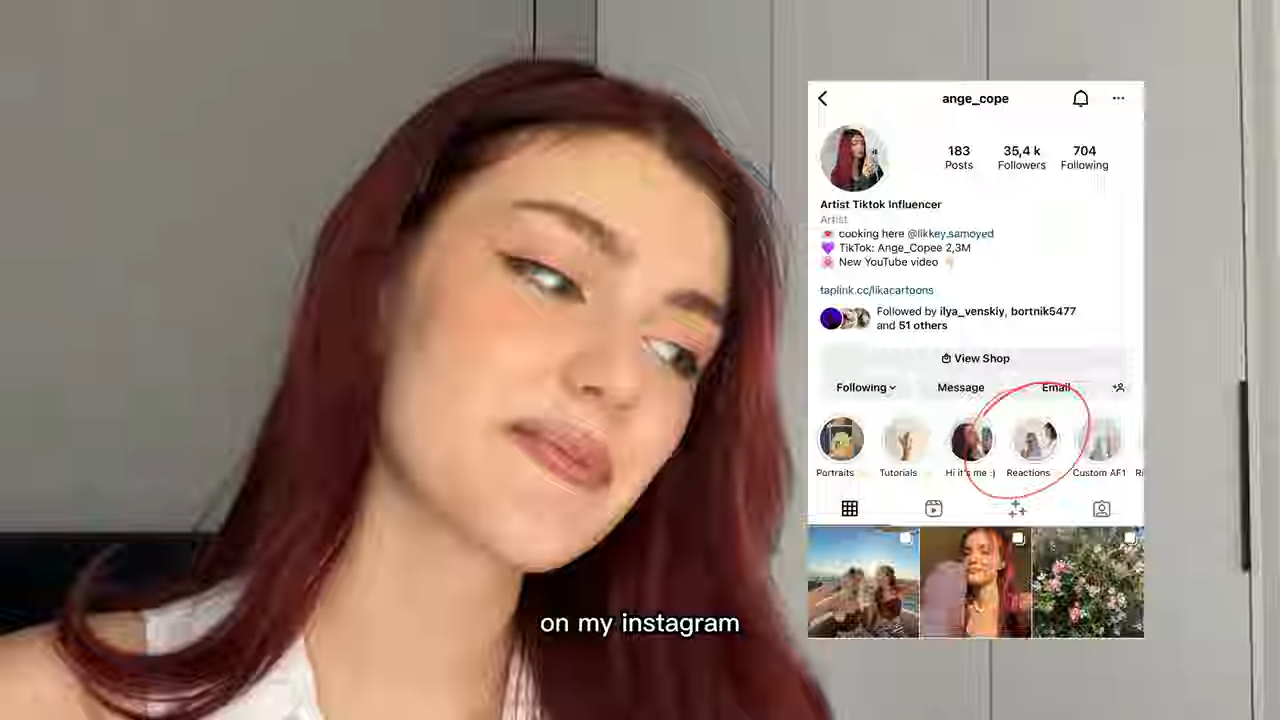 ange_cope
183
35,4 k
704
Posts
Followers
Following
Artist Tiktok Influencer
Artist
cooking here @likkey.samoyed
TikTok: Ange_Copee 2,3M
New YouTube video
taplink.cc/likacartoons
Followed by ilya_venskiy, bortnik5477
and 51 others
View Shop
Following
Message
Email
Portraits
Tutorials
Hi it's me :)
Reactions
Custom AF1
on my instagram